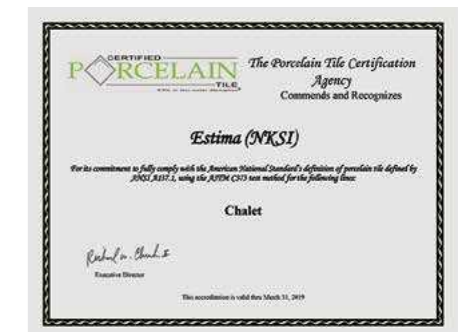 CERTIFIED
PORCELAIN
TILE
The Porcelain Tile Certification
Agency
Commends and Recognizes
Estima (NKSI)
For its commitment to fully comply with the American National Standard's definition of porcelain tile defined by
ANSI A137.1, using the ASTM C373 test method for the following lines:
Chalet
Executive Director
This accreditation is valid thru March 31, 2019